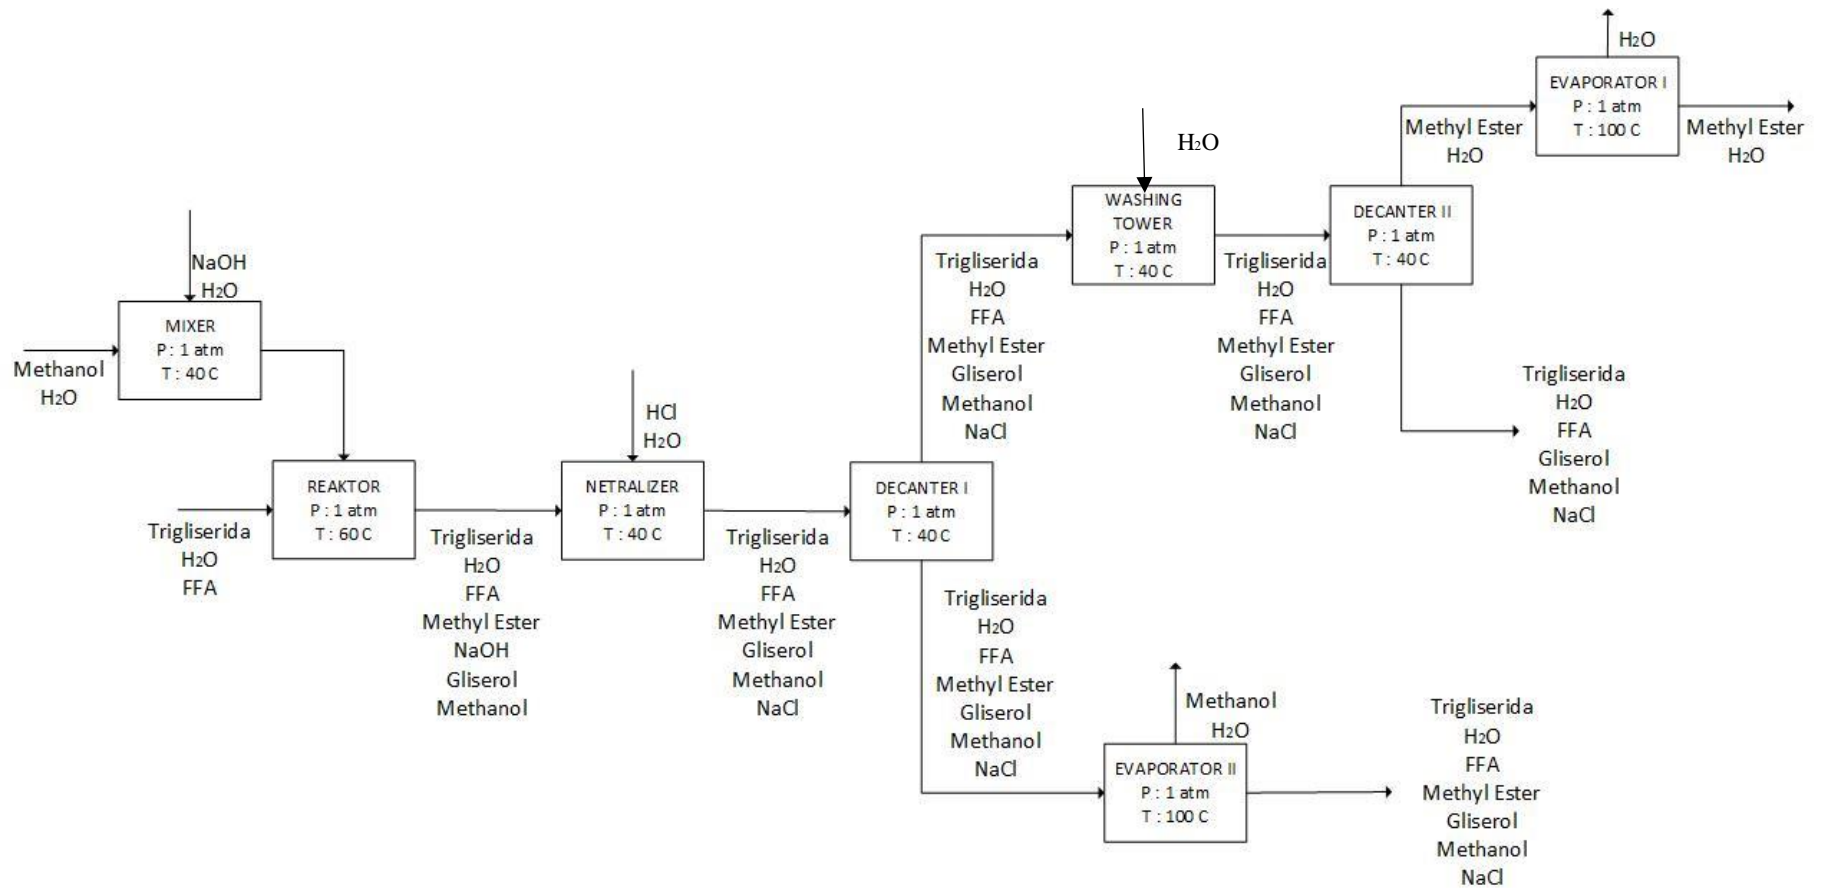 NaOH
H2O
MIXER
P : 1 atm
T : 40 C
Methanol
H2O
REAKTOR
P : 1 atm
T : 60 C
Trigliserida
H2O
FFA
Trigliserida
H2O
FFA
Methyl Ester
NaOH
Gliserol
Methanol
HCl
H2O
NETRALIZER
P : 1 atm
T : 40 C
Trigliserida
H2O
FFA
Methyl Ester
Gliserol
Methanol
NaCl
DECANTER I
P : 1 atm
T : 40 C
Trigliserida
H2O
FFA
Methyl Ester
Gliserol
Methanol
NaCl
H2O
WASHING
TOWER
P : 1 atm
T : 40 C
Trigliserida
H2O
FFA
Methyl Ester
Gliserol
Methanol
NaCl
DECANTER II
P : 1 atm
T : 40 C
Methyl Ester
H2O
H2O
EVAPORATOR I
P : 1 atm
T : 100 C
Methyl Ester
H2O
Trigliserida
H2O
FFA
Gliserol
Methanol
NaCl
Trigliserida
H2O
FFA
Methyl Ester
Gliserol
Methanol
NaCl
Methanol
H2O
EVAPORATOR II
P : 1 atm
T : 100 C
Trigliserida
H2O
FFA
Methyl Ester
Gliserol
Methanol
NaCl